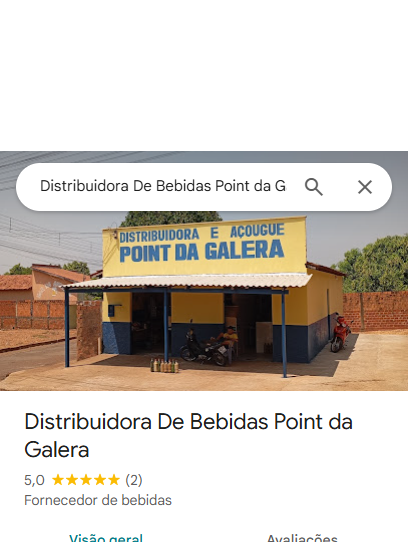 Distribuidora De Bebidas Point da G
DISTRIBUIDORA E AÇOUGUE
POINT DA GALERA
Distribuidora De Bebidas Point da
Galera
5,0 (2)
Fornecedor de bebidas
Visão geral Avaliações